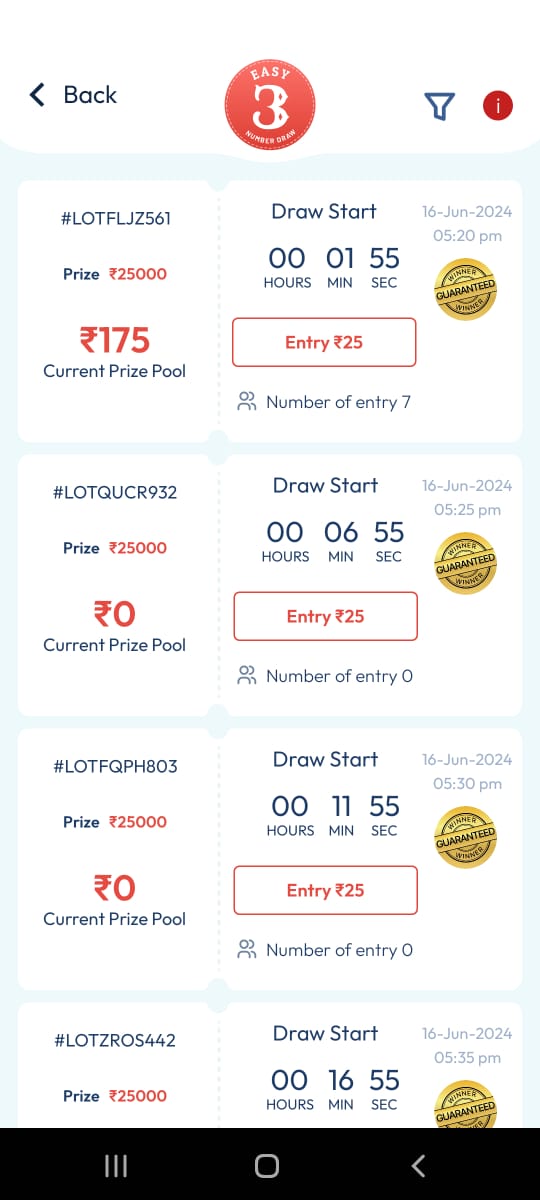 Back
EASY
3
NUMBER DRAW
i
#LOTFLJZ561
Prize ₹25000
₹175
Current Prize Pool
Draw Start
00 01 55
HOURS MIN SEC
Entry ₹25
Number of entry 7
16-Jun-2024
05:20 pm
WINNER
GUARANTEED
WINNER
#LOTQUCR932
Prize ₹25000
₹0
Current Prize Pool
Draw Start
00 06 55
HOURS MIN SEC
Entry ₹25
Number of entry 0
16-Jun-2024
05:25 pm
WINNER
GUARANTEED
WINNER
#LOTFQPH803
Prize ₹25000
₹0
Current Prize Pool
Draw Start
00 11 55
HOURS MIN SEC
Entry ₹25
Number of entry 0
16-Jun-2024
05:30 pm
WINNER
GUARANTEED
WINNER
#LOTZROS442
Prize ₹25000
Draw Start
00 16 55
HOURS MIN SEC
16-Jun-2024
05:35 pm
WINNER
GUARANTEED